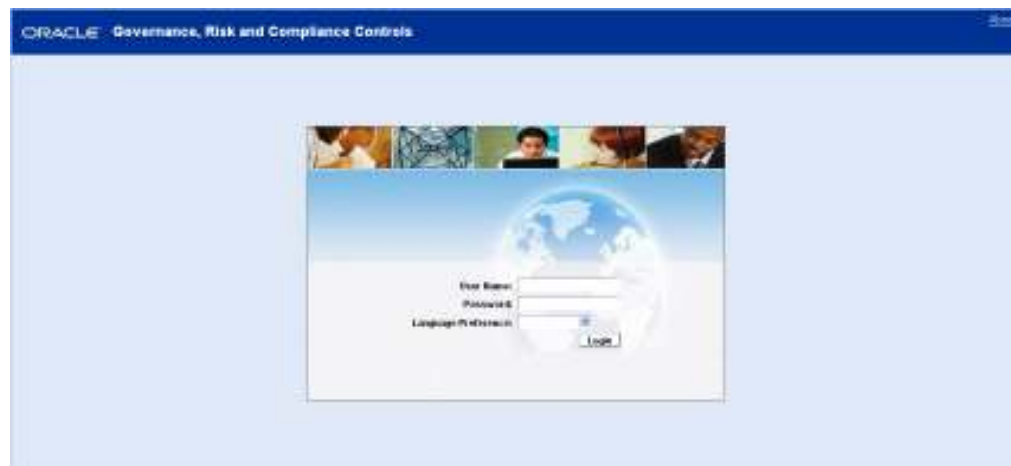 ORACLE Governance, Risk and Compliance Controls
User Name:
Password:
Language Preference:
Login